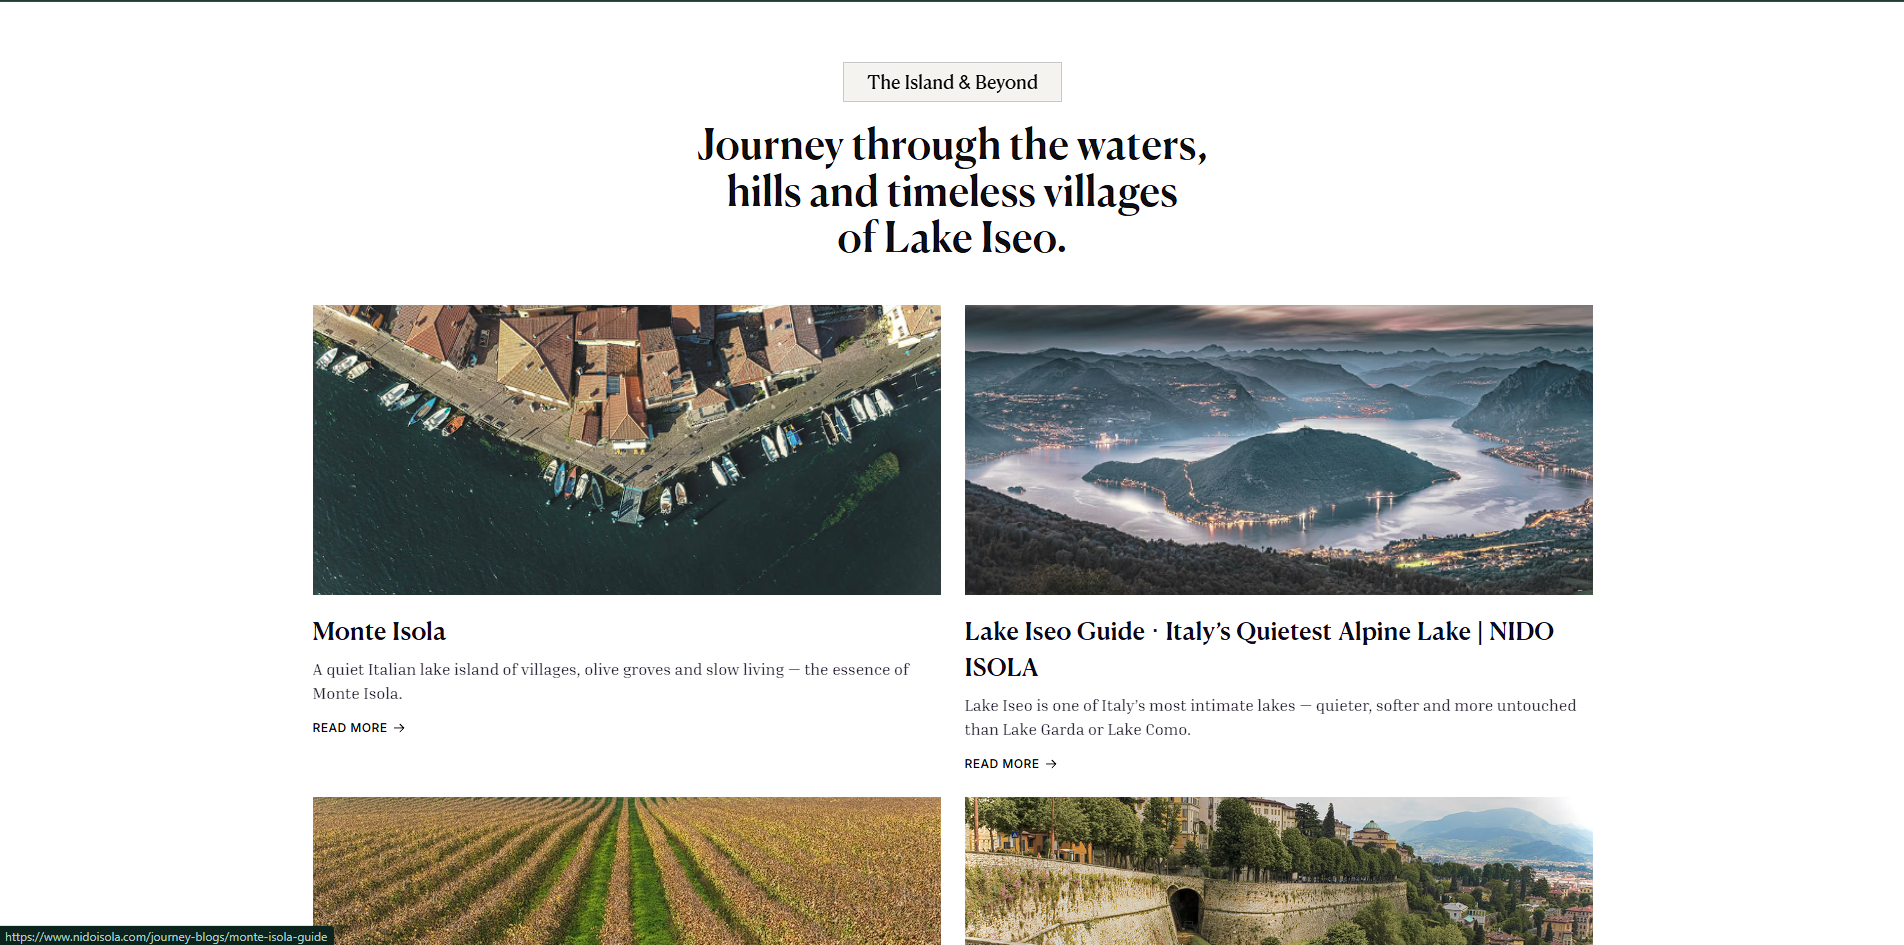 The Island & Beyond
Journey through the waters,
hills and timeless villages
of Lake Iseo.
Monte Isola
A quiet Italian lake island of villages, olive groves and slow living — the essence of
Monte Isola.
READ MORE →
Lake Iseo Guide · Italy’s Quietest Alpine Lake | NIDO
ISOLA
Lake Iseo is one of Italy’s most intimate lakes — quieter, softer and more untouched
than Lake Garda or Lake Como.
READ MORE →
https://www.nidoisola.com/journey-blogs/monte-isola-guide